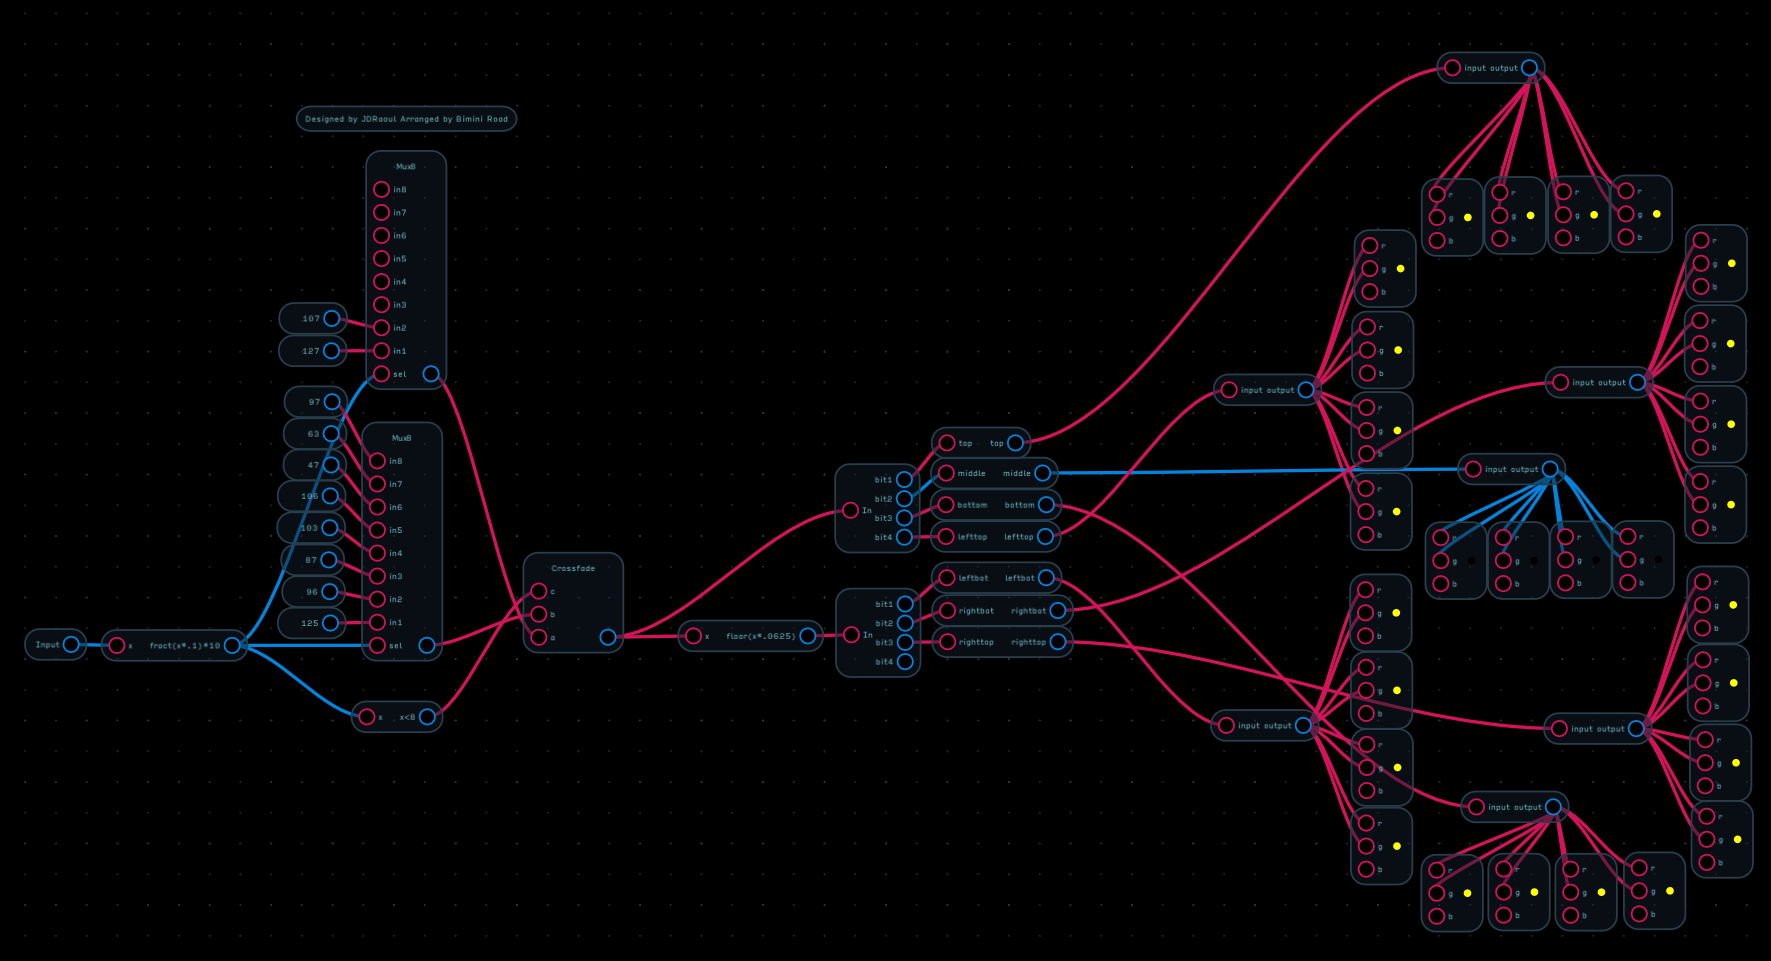 Designed by JDRaoul Arranged by Bimini Road
Mux8
in8
in7
in6
in5
in4
in3
107
in2
127
in1
sel
97
63
47
106
103
87
96
125
Mux8
in8
in7
in6
in5
in4
in3
in2
in1
sel
Input
x fract(x*.1)*10
x x<8
Crossfade
c
b
a
x floor(x*.0625)
In
bit1
bit2
bit3
bit4
top top
middle middle
bottom bottom
lefttop lefttop
In
bit1
bit2
bit3
bit4
leftbot leftbot
rightbot rightbot
righttop righttop
input output
r
g
b
r
g
b
r
g
b
r
g
b
input output
r
g
b
r
g
b
r
g
b
r
g
b
input output
r
g
b
r
g
b
r
g
b
r
g
b
input output
r
g
b
r
g
b
r
g
b
r
g
b
input output
r
g
b
r
g
b
r
g
b
r
g
b
input output
r
g
b
r
g
b
r
g
b
r
g
b
input output
r
g
b
r
g
b
r
g
b
r
g
b